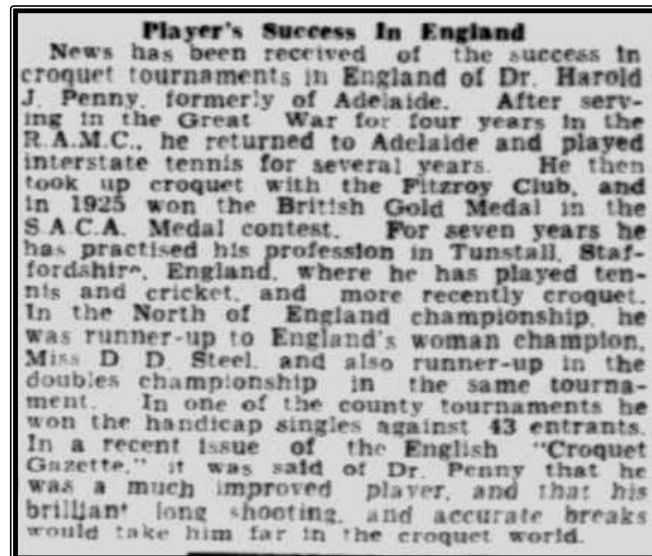 Player's Success In England
News has been received of the success in
croquet tournaments in England of Dr. Harold
J. Penny, formerly of Adelaide. After serv-
ing in the Great War for four years in the
R.A.M.C., he returned to Adelaide and played
interstate tennis for several years. He then
took up croquet with the Fitzroy Club, and
in 1925 won the British Gold Medal in the
S.A.C.A. Medal contest. For seven years he
has practised his profession in Tunstall, Staf-
fordshire, England, where he has played ten-
nis and cricket, and more recently croquet.
In the North of England championship, he
was runner-up to England's woman champion,
Miss D. D. Steel, and also runner-up in the
doubles championship in the same tourna-
ment. In one of the county tournaments he
won the handicap singles against 43 entrants.
In a recent issue of the English "Croquet
Gazette," it was said of Dr. Penny that he
was a much improved player, and that his
brilliant long shooting, and accurate breaks
would take him far in the croquet world.